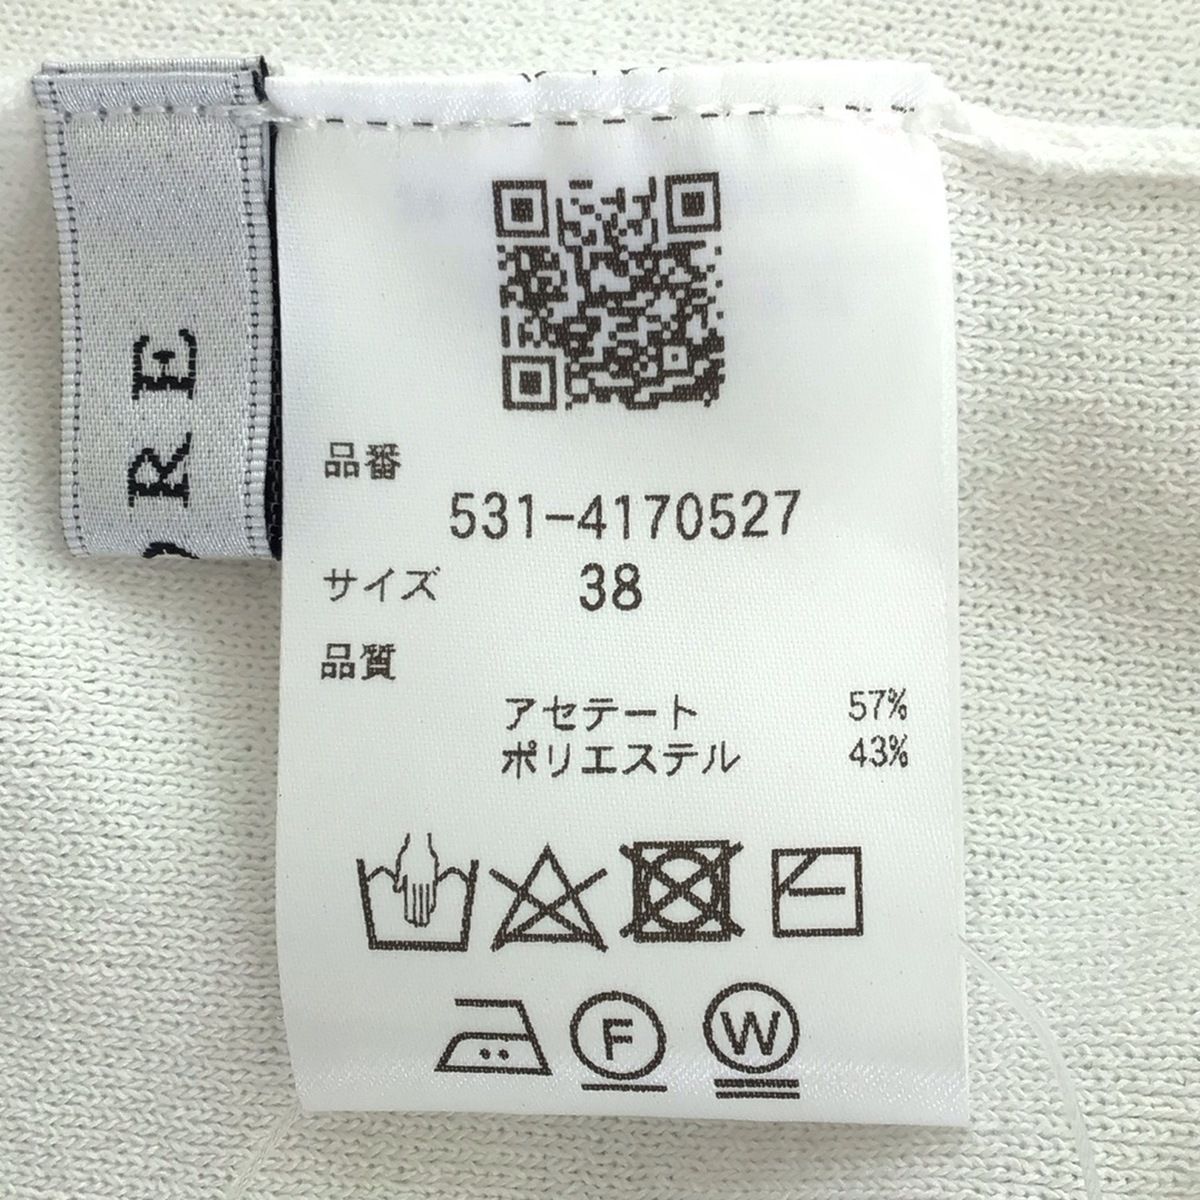 RE
品番
531-4170527
サイズ 38
品質
アセテート 57%
ポリエステル 43%
F W